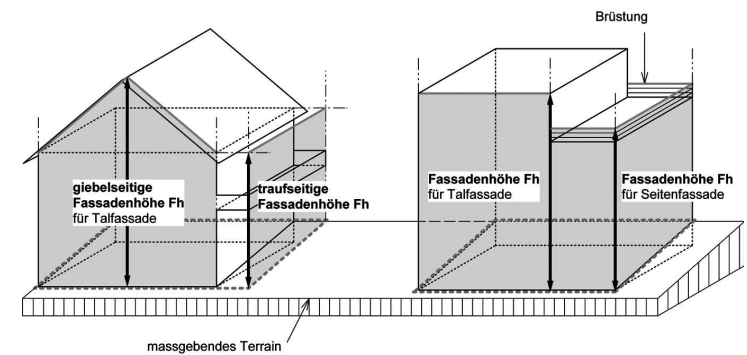 Brüstung
giebelseitige
Fassadenhöhe Fh
für Talfassade
traufseitige
Fassadenhöhe Fh
Fassadenhöhe Fh
für Talfassade
Fassadenhöhe Fh
für Seitenfassade
massgebendes Terrain